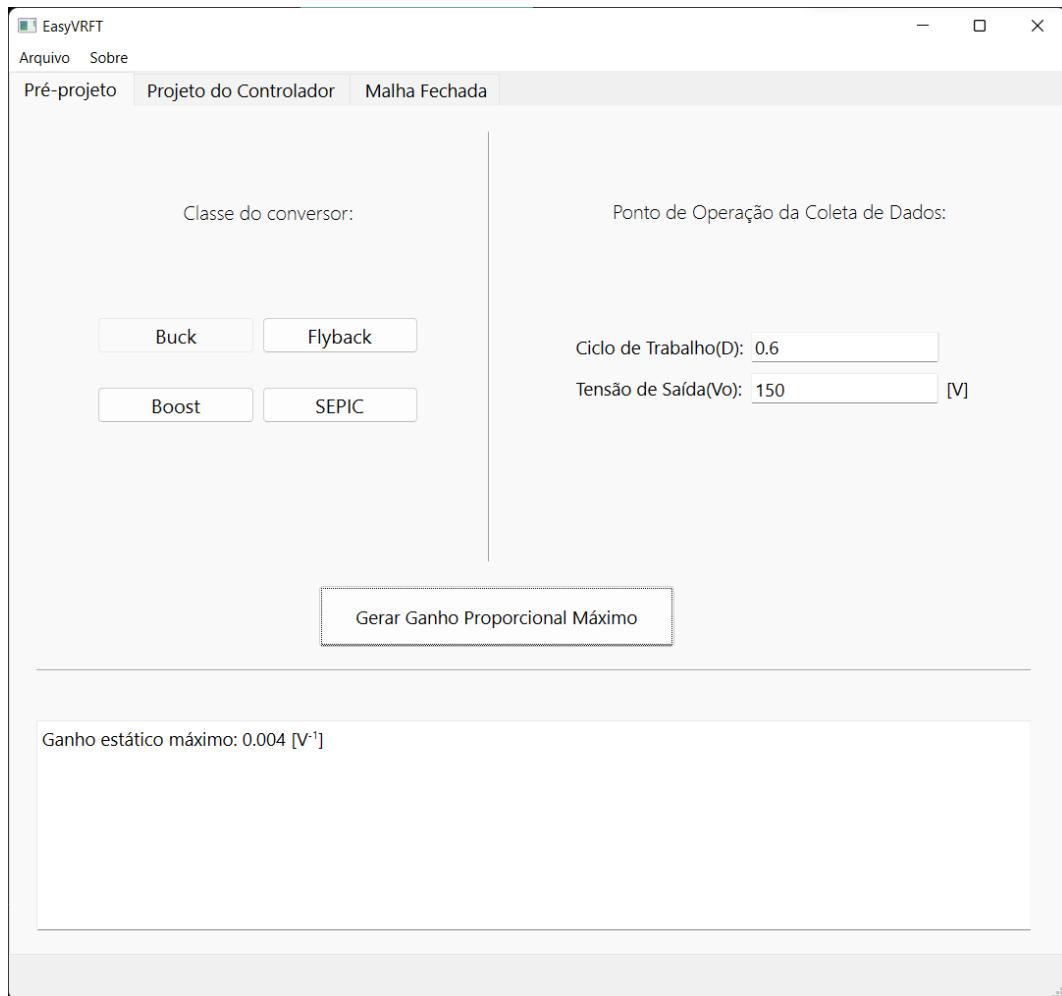 EasyVRFT
Arquivo Sobre
Pré-projeto Projeto do Controlador Malha Fechada
Classe do conversor:
Buck Flyback
Boost SEPIC
Ponto de Operação da Coleta de Dados:
Ciclo de Trabalho(D): 0.6
Tensão de Saída(Vo): 150 [V]
Gerar Ganho Proporcional Máximo
Ganho estático máximo: 0.004 [V⁻¹]